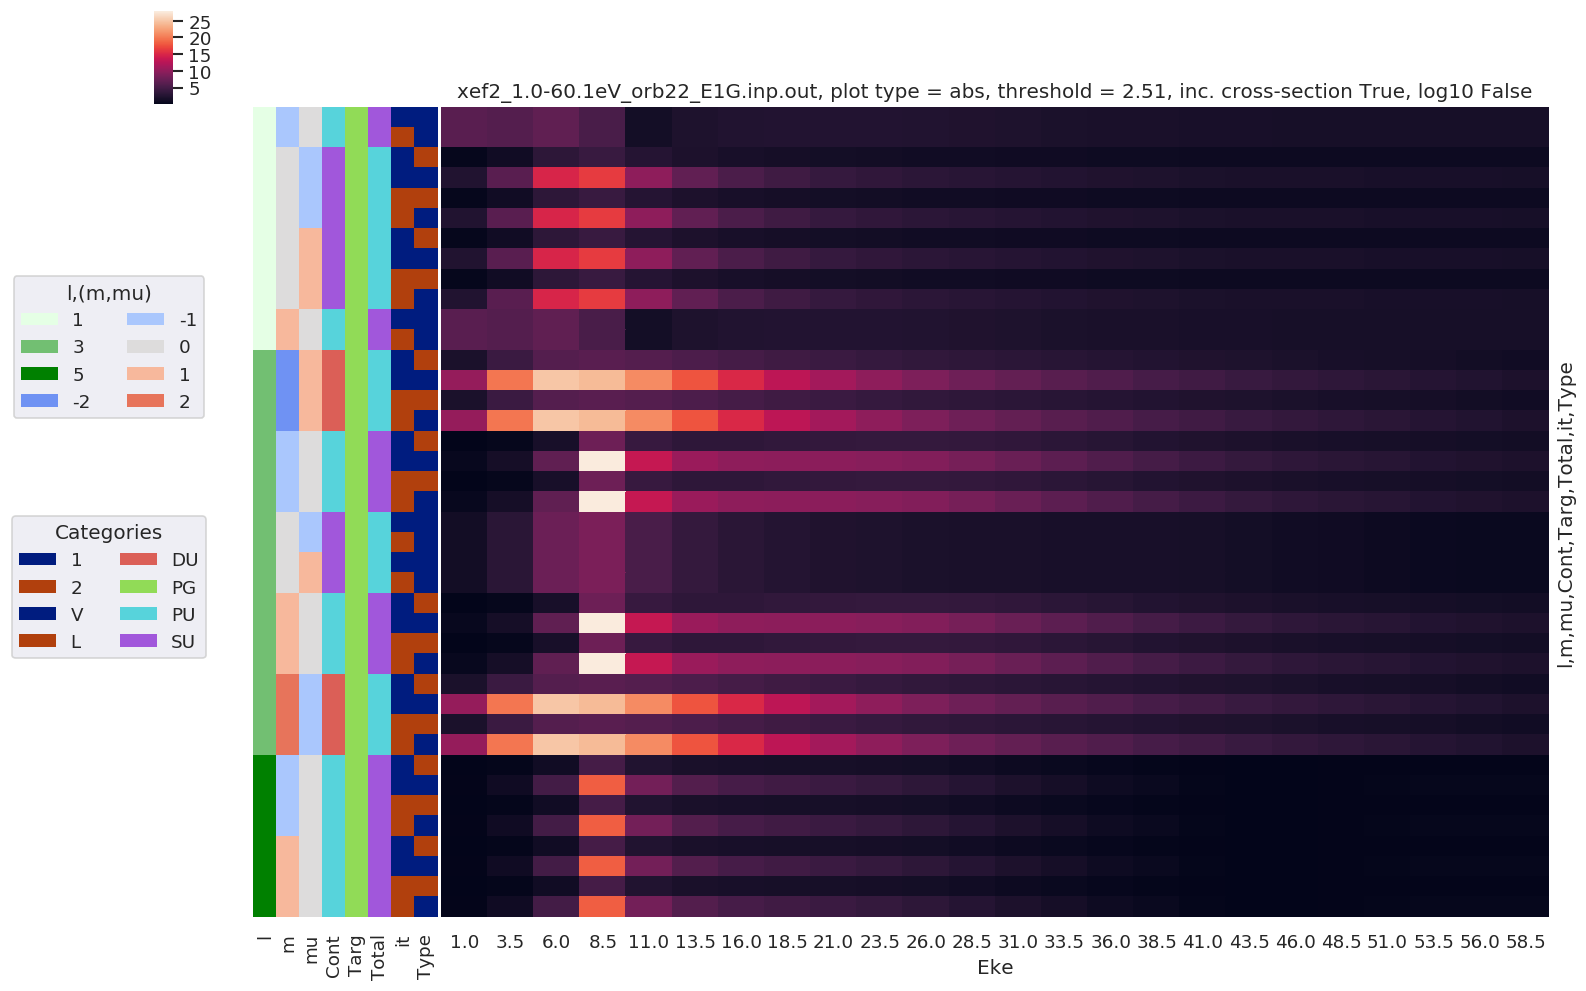 25
20
15
10
5
xef2_1.0-60.1eV_orb22_E1G.inp.out, plot type = abs, threshold = 2.51, inc. cross-section True, log10 False
l,(m,mu)
1 -1
3 0
5 1
-2 2
Categories
1 DU
2 PG
V PU
L SU
l,m,mu,Cont,Targ,Total,it,Type
l m mu Cont Targ Total it Type
1.0 3.5 6.0 8.5 11.0 13.5 16.0 18.5 21.0 23.5 26.0 28.5 31.0 33.5 36.0 38.5 41.0 43.5 46.0 48.5 51.0 53.5 56.0 58.5
Eke